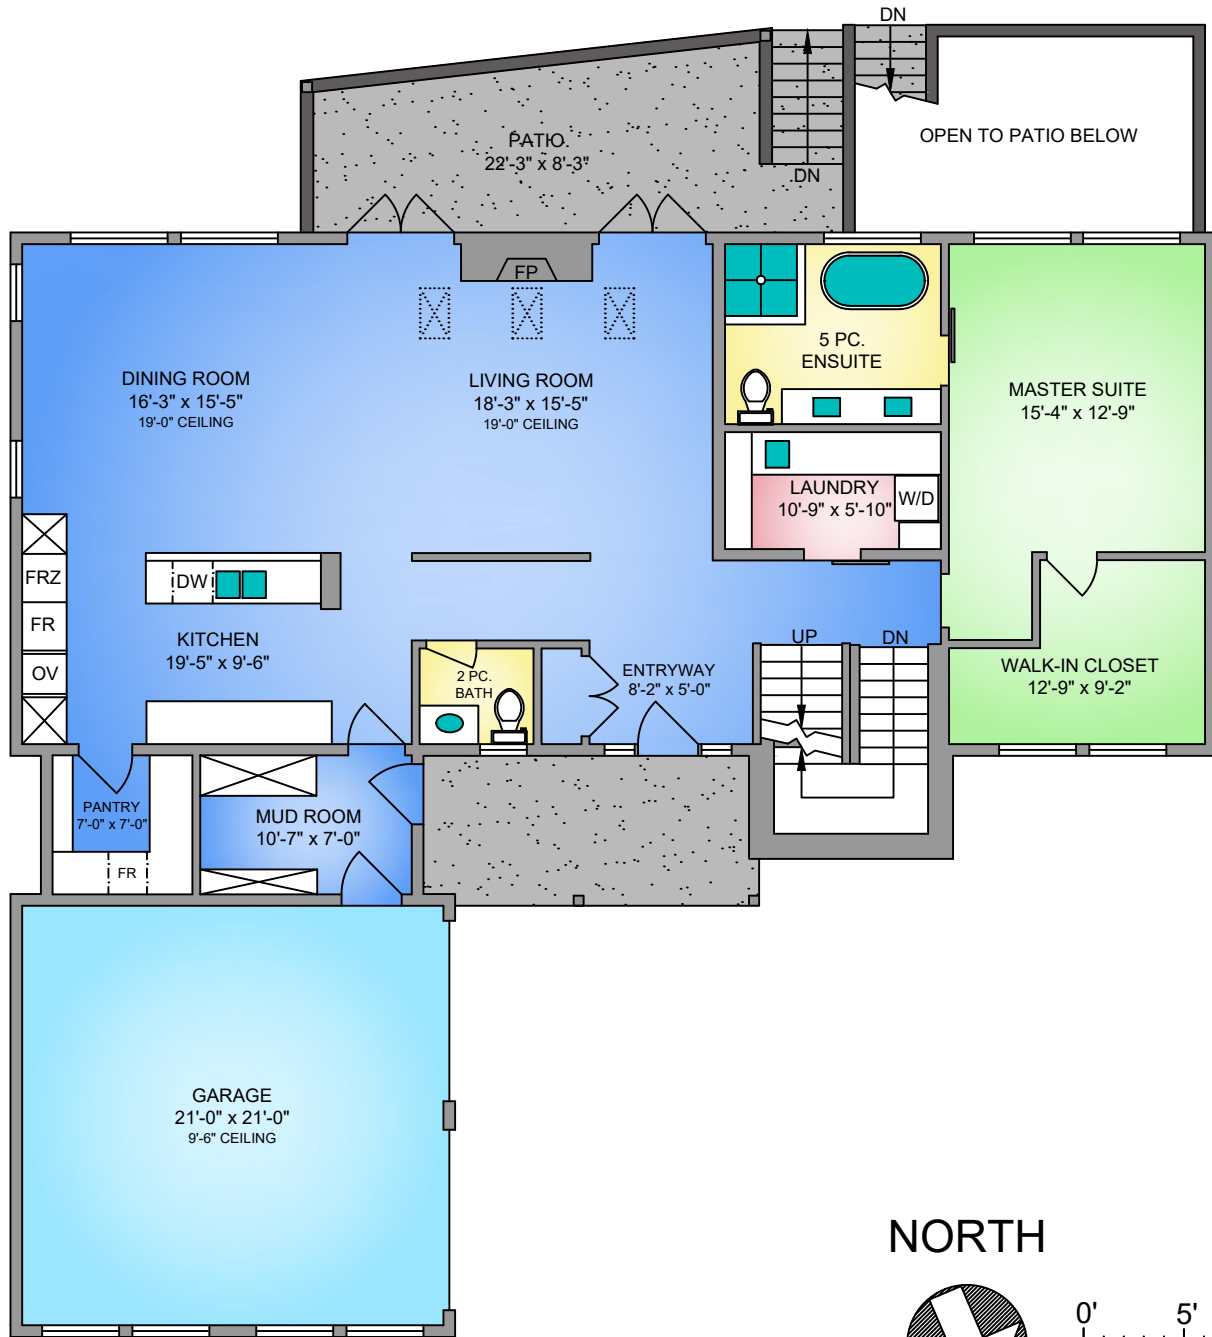 DN
OPEN TO PATIO BELOW
PATIO.
22'-3" x 8'-3"
DN
FP
DINING ROOM
16'-3" x 15'-5"
19'-0" CEILING
LIVING ROOM
18'-3" x 15'-5"
19'-0" CEILING
5 PC.
ENSUITE
MASTER SUITE
15'-4" x 12'-9"
LAUNDRY
10'-9" x 5'-10"
W/D
FRZ
FR
OV
DW
KITCHEN
19'-5" x 9'-6"
2 PC.
BATH
ENTRYWAY
8'-2" x 5'-0"
UP
DN
WALK-IN CLOSET
12'-9" x 9'-2"
PANTRY
7'-0" x 7'-0"
FR
MUD ROOM
10'-7" x 7'-0"
GARAGE
21'-0" x 21'-0"
9'-6" CEILING
NORTH
0'
5'